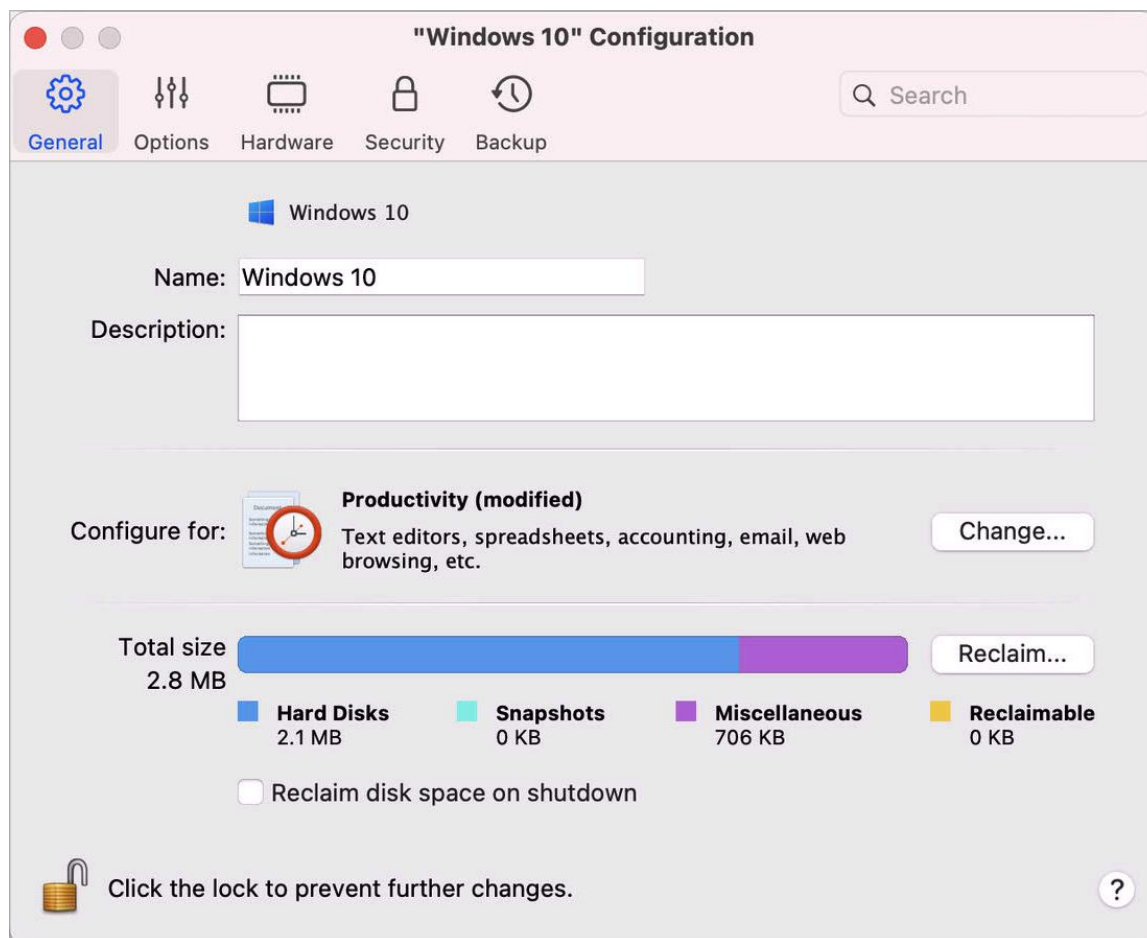 "Windows 10" Configuration
General
Options
Hardware
Security
Backup
Search
Windows 10
Name:
Windows 10
Description:
Configure for:
Productivity (modified)
Text editors, spreadsheets, accounting, email, web
browsing, etc.
Change...
Total size
2.8 MB
Reclaim...
Hard Disks
2.1 MB
Snapshots
0 KB
Miscellaneous
706 KB
Reclaimable
0 KB
Reclaim disk space on shutdown
Click the lock to prevent further changes.
?